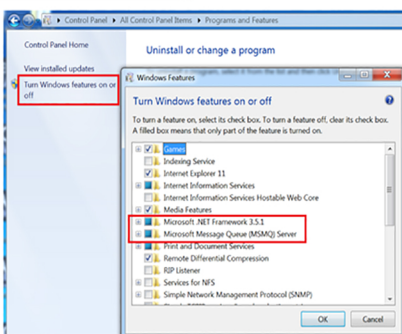 Control Panel ▸ All Control Panel Items ▸ Programs and Features
Control Panel Home
Uninstall or change a program
View installed updates
Turn Windows features on or
off
Windows Features
Turn Windows features on or off
To turn a feature on, select its check box. To turn a feature off, clear its check box.
A filled box means that only part of the feature is turned on.
Games
Indexing Service
Internet Explorer 11
Internet Information Services
Internet Information Services Hostable Web Core
Media Features
Microsoft .NET Framework 3.5.1
Microsoft Message Queue (MSMQ) Server
Print and Document Services
Remote Differential Compression
RIP Listener
Services for NFS
Simple Network Management Protocol (SNMP)
OK
Cancel